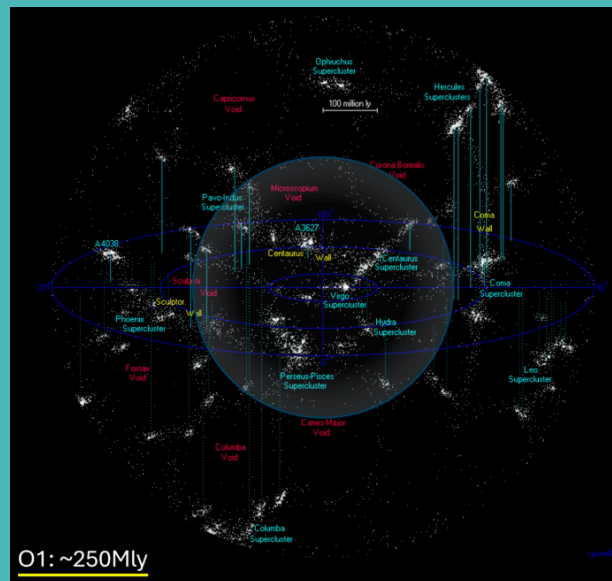 Ophiuchus
Supercluster
Hercules
Superclusters
Capricornus
Void
100 million ly
Corona-Borealis
Void
Pavo-Indus
Supercluster
Microscopium
Void
180°
Coma
Wall
A3627
A4038
Centaurus
Wall
Centaurus
Supercluster
Sculptor
Void
Coma
Supercluster
Virgo
Supercluster
Sculptor
Wall
Phoenix
Supercluster
Hydra
Supercluster
0°
Fornax
Void
Perseus-Pisces
Supercluster
Leo
Supercluster
Canes-Major
Void
Columba
Void
Columba
Supercluster
O1: ~250Mly